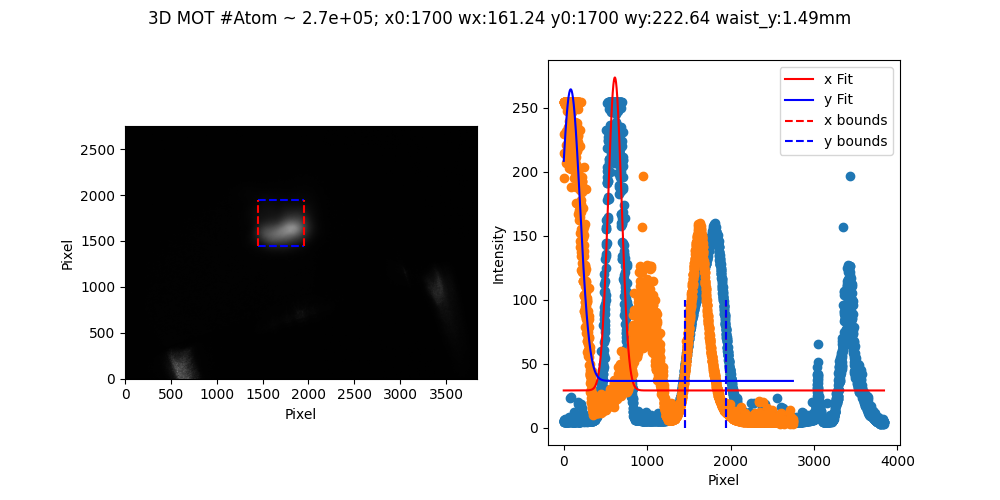 3D MOT #Atom ~ 2.7e+05; x0:1700 wx:161.24 y0:1700 wy:222.64 waist_y:1.49mm
2500
2000
1500
1000
500
0
Pixel
0 500 1000 1500 2000 2500 3000 3500
Pixel
250
200
150
100
50
0
Intensity
x Fit
y Fit
x bounds
y bounds
0 1000 2000 3000 4000
Pixel